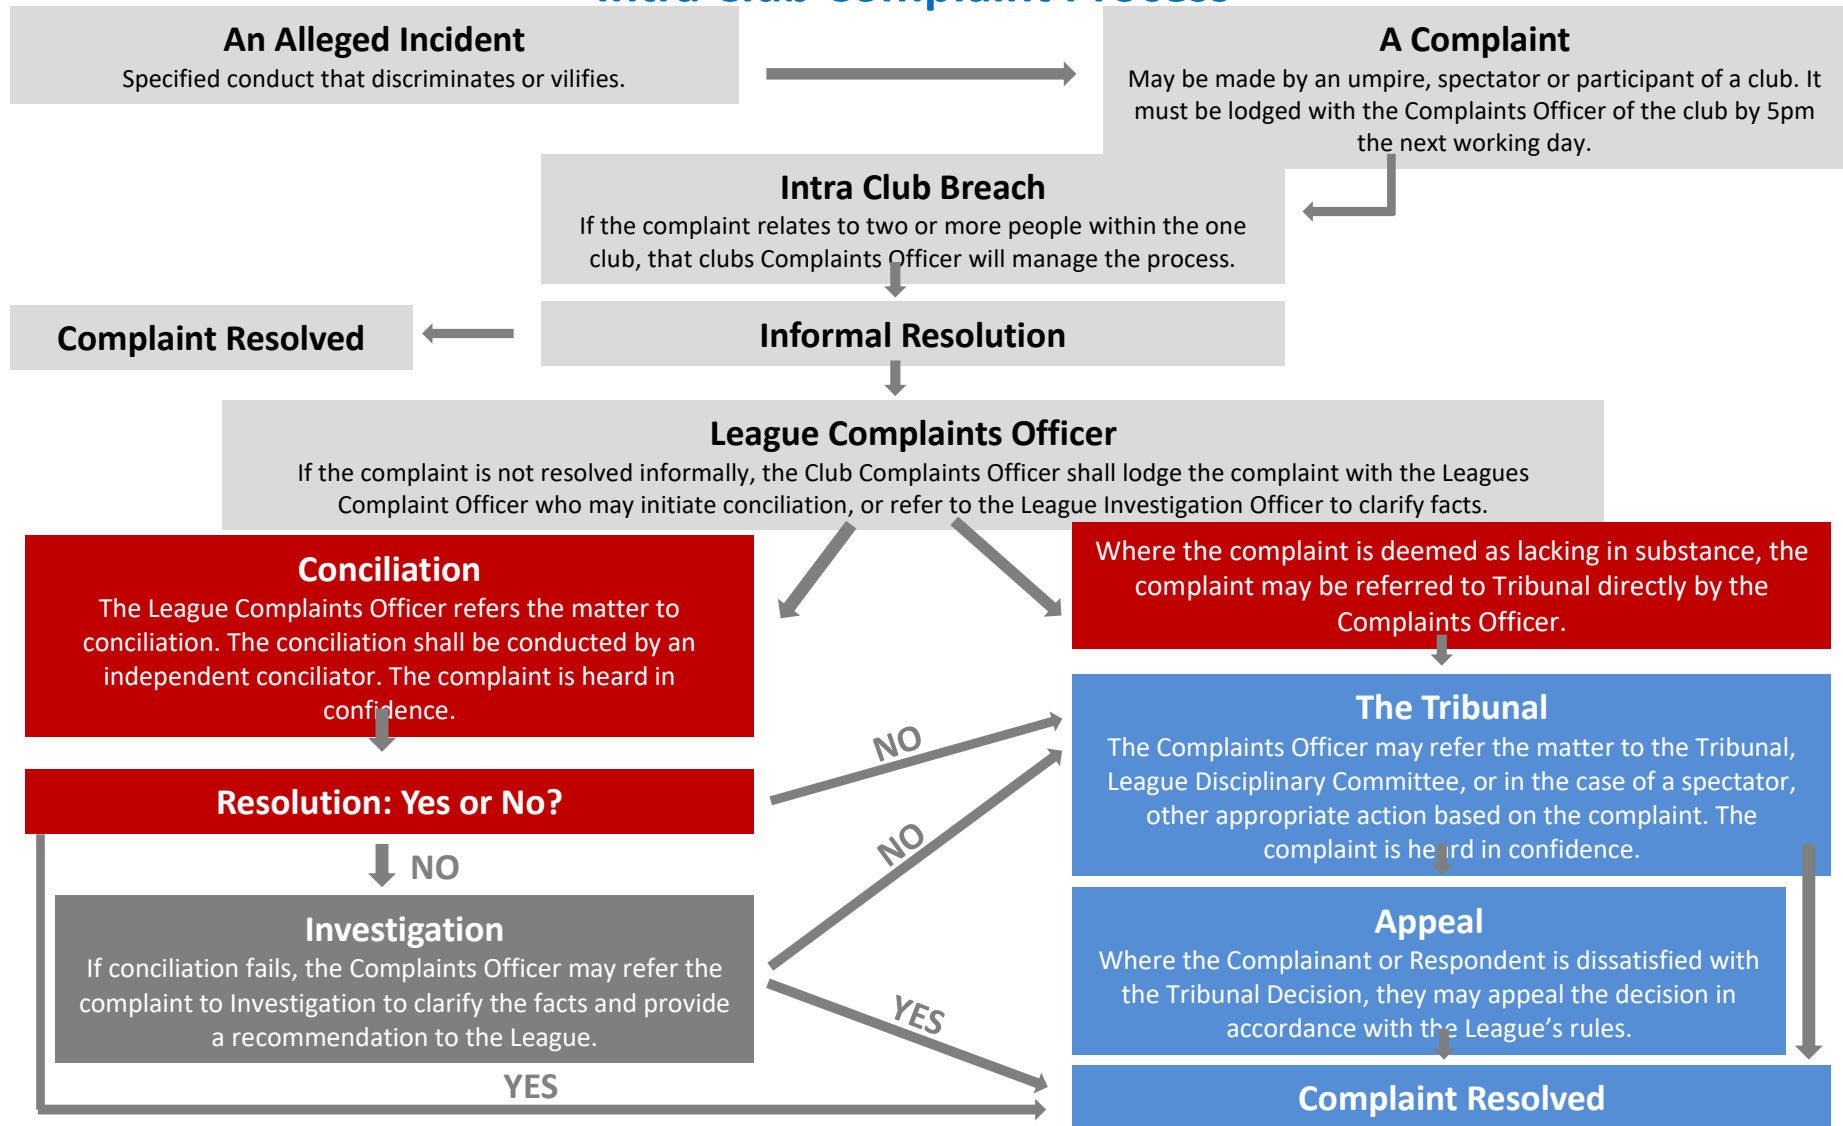 Intra Club Complaint Process
An Alleged Incident
Specified conduct that discriminates or vilifies.
A Complaint
May be made by an umpire, spectator or participant of a club. It
must be lodged with the Complaints Officer of the club by 5pm
the next working day.
Intra Club Breach
If the complaint relates to two or more people within the one
club, that clubs Complaints Officer will manage the process.
Complaint Resolved
Informal Resolution
League Complaints Officer
If the complaint is not resolved informally, the Club Complaints Officer shall lodge the complaint with the Leagues
Complaint Officer who may initiate conciliation, or refer to the League Investigation Officer to clarify facts.
Conciliation
The League Complaints Officer refers the matter to
conciliation. The conciliation shall be conducted by an
independent conciliator. The complaint is heard in
confidence.
Where the complaint is deemed as lacking in substance, the
complaint may be referred to Tribunal directly by the
Complaints Officer.
Resolution: Yes or No?
NO
NO
NO
The Tribunal
The Complaints Officer may refer the matter to the Tribunal,
League Disciplinary Committee, or in the case of a spectator,
other appropriate action based on the complaint. The
complaint is heard in confidence.
Investigation
If conciliation fails, the Complaints Officer may refer the
complaint to Investigation to clarify the facts and provide
a recommendation to the League.
YES
YES
Appeal
Where the Complainant or Respondent is dissatisfied with
the Tribunal Decision, they may appeal the decision in
accordance with the League's rules.
Complaint Resolved